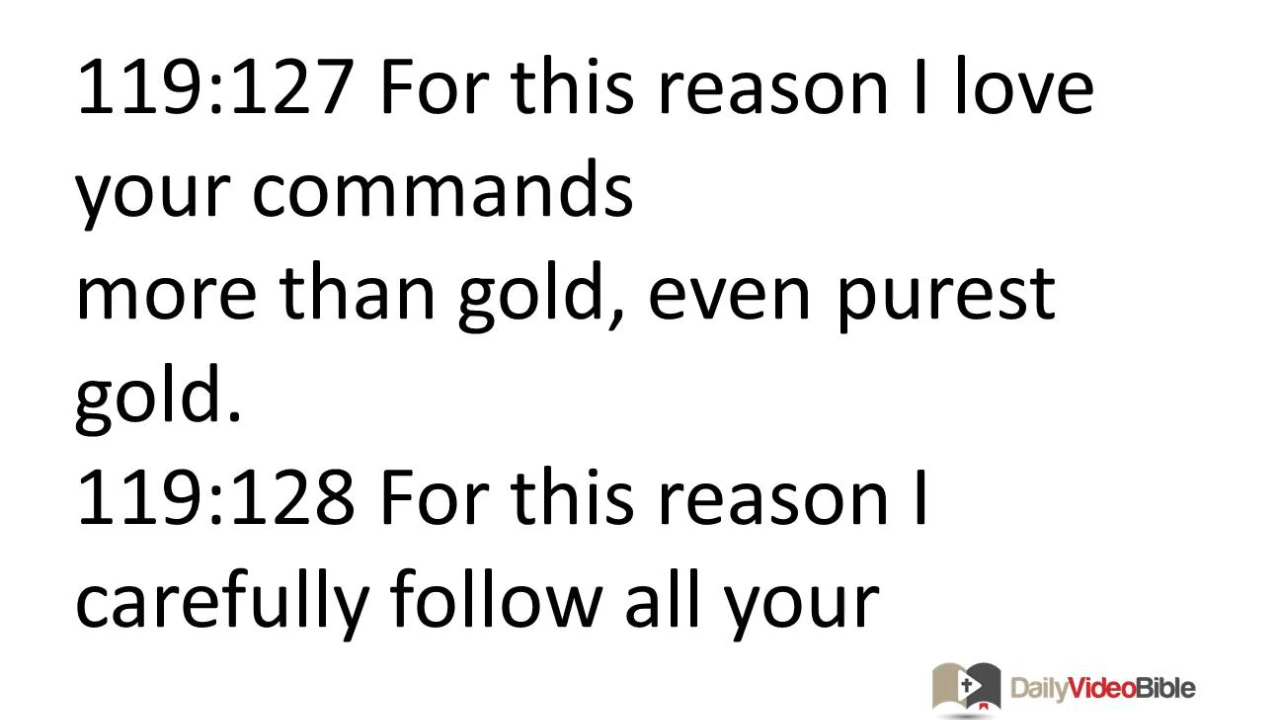 119:127 For this reason I love
your commands
more than gold, even purest
gold.
119:128 For this reason I
carefully follow all your
DailyVideoBible